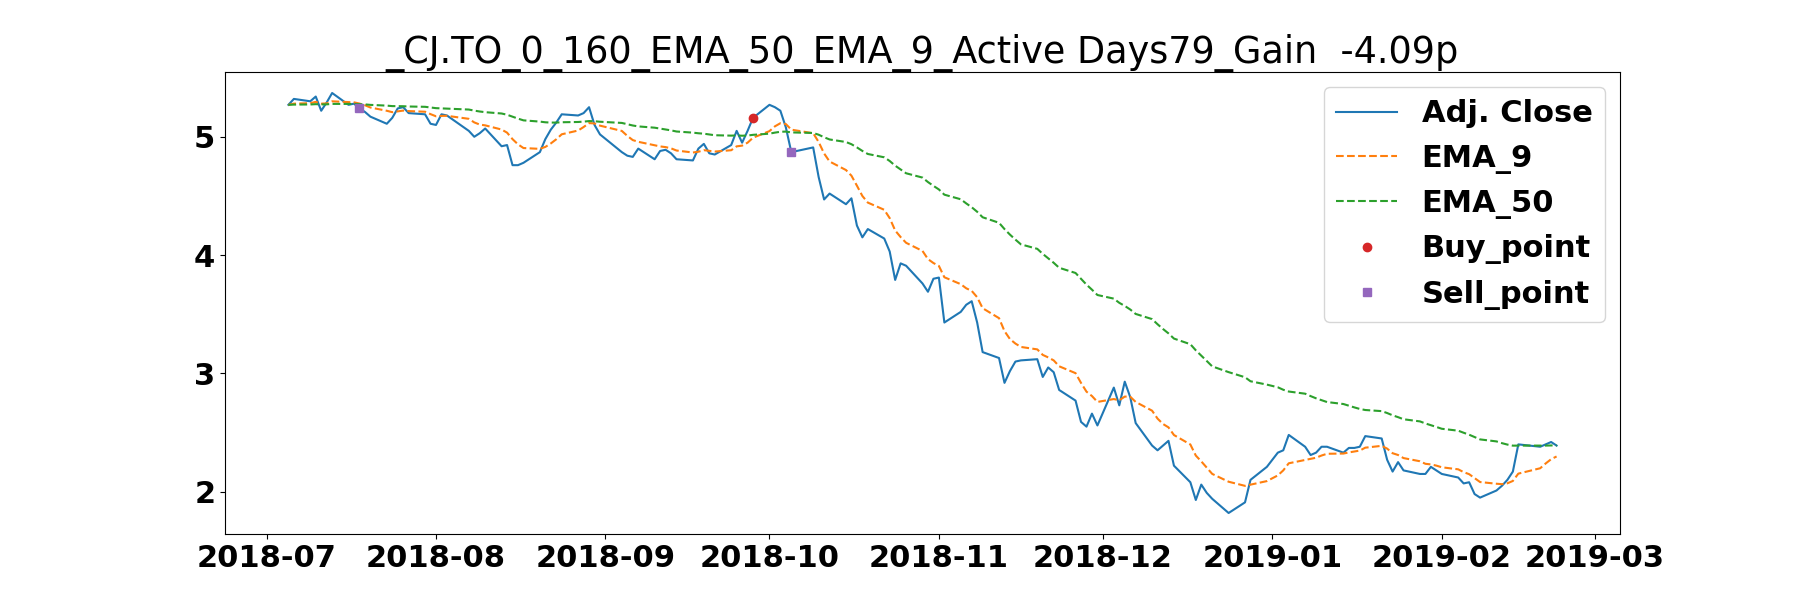 _CJ.TO_0_160_EMA_50_EMA_9_Active Days79_Gain  -4.09p
Adj. Close
EMA_9
EMA_50
Buy_point
Sell_point
5
4
3
2
2018-07 2018-08 2018-09 2018-10 2018-11 2018-12 2019-01 2019-02 2019-03